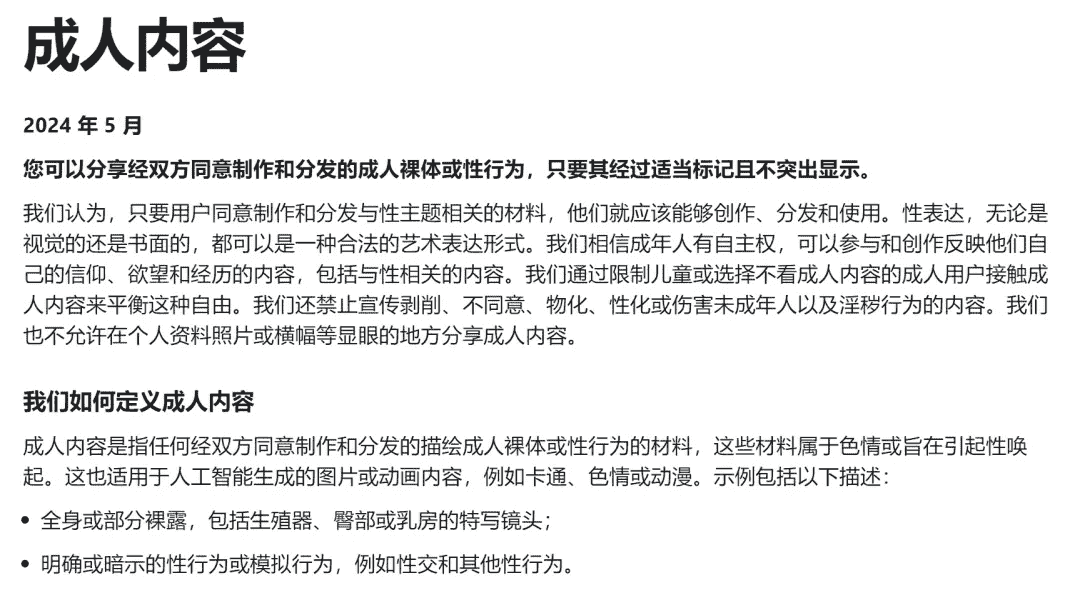 成人内容
2024 年 5 月
您可以分享经双方同意制作和分发的成人裸体或性行为，只要其经过适当标记且不突出显示。
我们认为，只要用户同意制作和分发与性主题相关的材料，他们就应该能够创作、分发和使用。性表达，无论是
视觉的还是书面的，都可以是一种合法的艺术表达形式。我们相信成年人有自主权，可以参与和创作反映他们自
己的信仰、欲望和经历的内容，包括与性相关的内容。我们通过限制儿童或选择不看成人内容的成人用户接触成
人内容来平衡这种自由。我们还禁止宣传剥削、不同意、物化、性化或伤害未成年人以及淫秽行为的内容。我们
也不允许在个人资料照片或横幅等显眼的地方分享成人内容。
我们如何定义成人内容
成人内容是指任何经双方同意制作和分发的描绘成人裸体或性行为的材料，这些材料属于色情或旨在引起性唤
起。这也适用于人工智能生成的图片或动画内容，例如卡通、色情或动漫。示例包括以下描述：
• 全身或部分裸露，包括生殖器、臀部或乳房的特写镜头；
• 明确或暗示的性行为或模拟行为，例如性交和其他性行为。